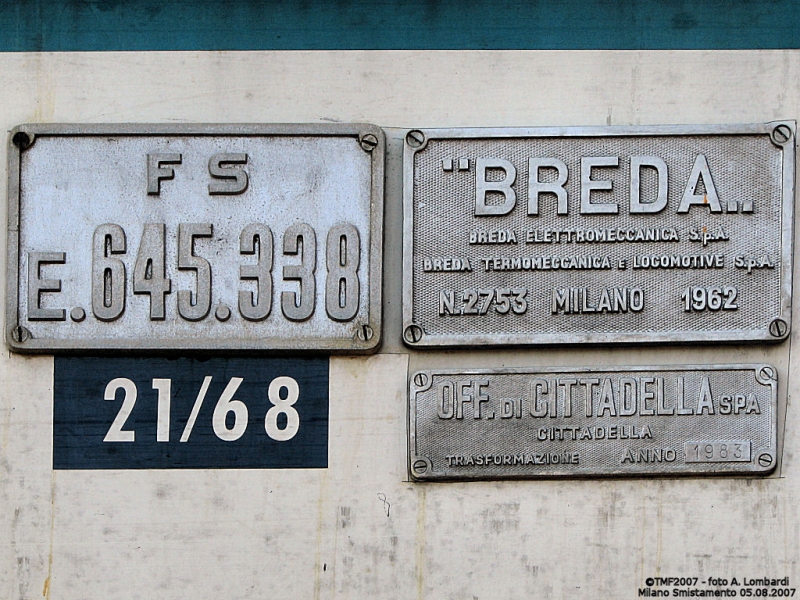 FS
E.645.338
21/68
"BREDA"
BREDA ELETTROMECCANICA S.p.A.
BREDA TERMOMECCANICA E LOCOMOTIVE S.p.A.
N.2753 MILANO 1962
OFF. DI CITTADELLA SPA
CITTADELLA
TRASFORMAZIONE ANNO 1983
©TMF2007 - foto A. Lombardi
Milano Smistamento 05.08.2007